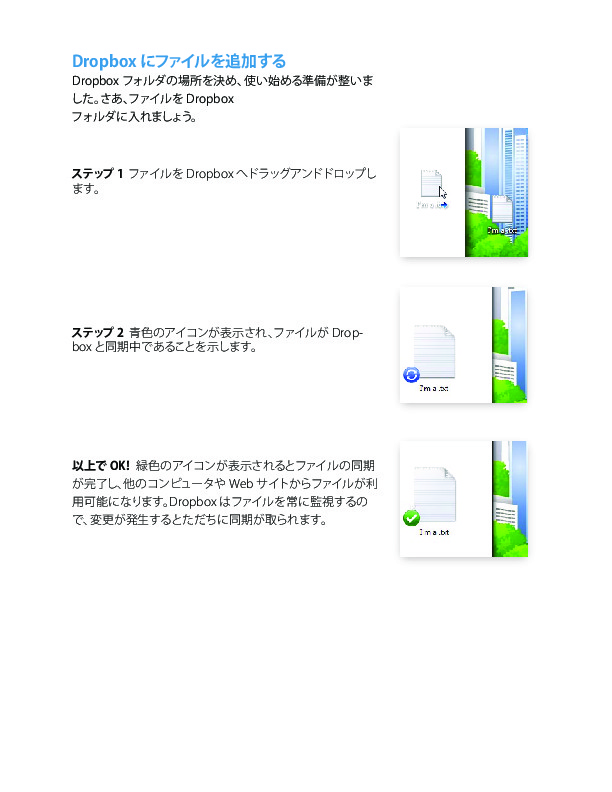 Dropbox にファイルを追加する
Dropbox フォルダの場所を決め、使い始める準備が整いま
した。さあ、ファイルを Dropbox
フォルダに入れましょう。
ステップ 1 ファイルを Dropbox へドラッグアンドドロップし
ます。
I'm a .txt
I'm a .txt
ステップ 2 青色のアイコンが表示され、ファイルが Drop-
box と同期中であることを示します。
I'm a .txt
以上で OK! 緑色のアイコンが表示されるとファイルの同期
が完了し、他のコンピュータや Web サイトからファイルが利
用可能になります。Dropbox はファイルを常に監視するの
で、変更が発生するとただちに同期が取られます。
I'm a .txt